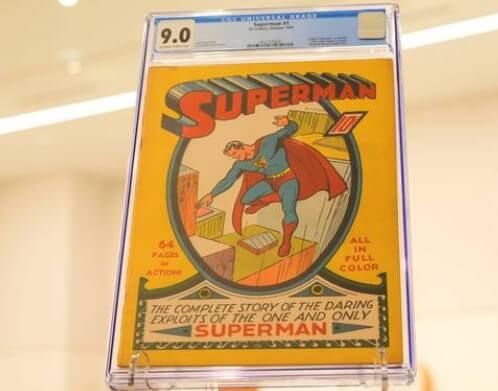 CGC UNIVERSAL GRADE
9.0
Superman #1
SUPERMAN
10¢
64
PAGES
OF
ACTION!
ALL
IN
FULL
COLOR
THE COMPLETE STORY OF THE DARING
EXPLOITS OF THE ONE AND ONLY
SUPERMAN